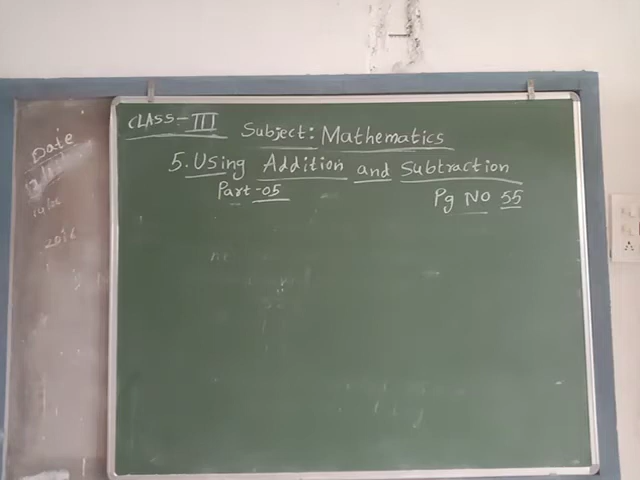 CLASS-III Subject: Mathematics
5. Using Addition and Subtraction
Part-05 Pg NO 55
Date
2016